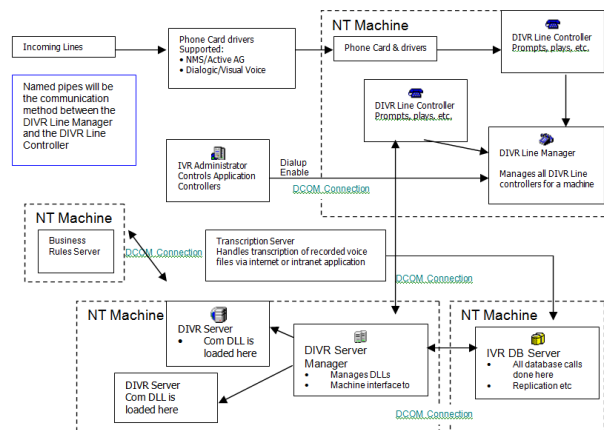 NT Machine
DIVR Line Controller
Prompts, plays, etc.
Incoming Lines
Phone Card drivers
Supported:
• NMS/Active AG
• Dialogic/Visual Voice
Phone Card & drivers
Named pipes will be
the communication
method between the
DIVR Line Manager
and the DIVR Line
Controller
DIVR Line Controller
Prompts, plays, etc.
IVR Administrator
Controls Application
Controllers
Dialup
Enable
DCOM Connection
DIVR Line Manager
Manages all DIVR Line
controllers for a machine
NT Machine
Business
Rules Server
DCOM Connection
Transcription Server
Handles transcription of recorded voice
files via internet or intranet application
DCOM Connection
NT Machine
DIVR Server
• Com DLL is
loaded here
DIVR Server
Com DLL is
loaded here
DIVR Server
Manager
• Manages DLLs
• Machine interface to
NT Machine
IVR DB Server
• All database calls
done here
• Replication etc
DCOM Connection